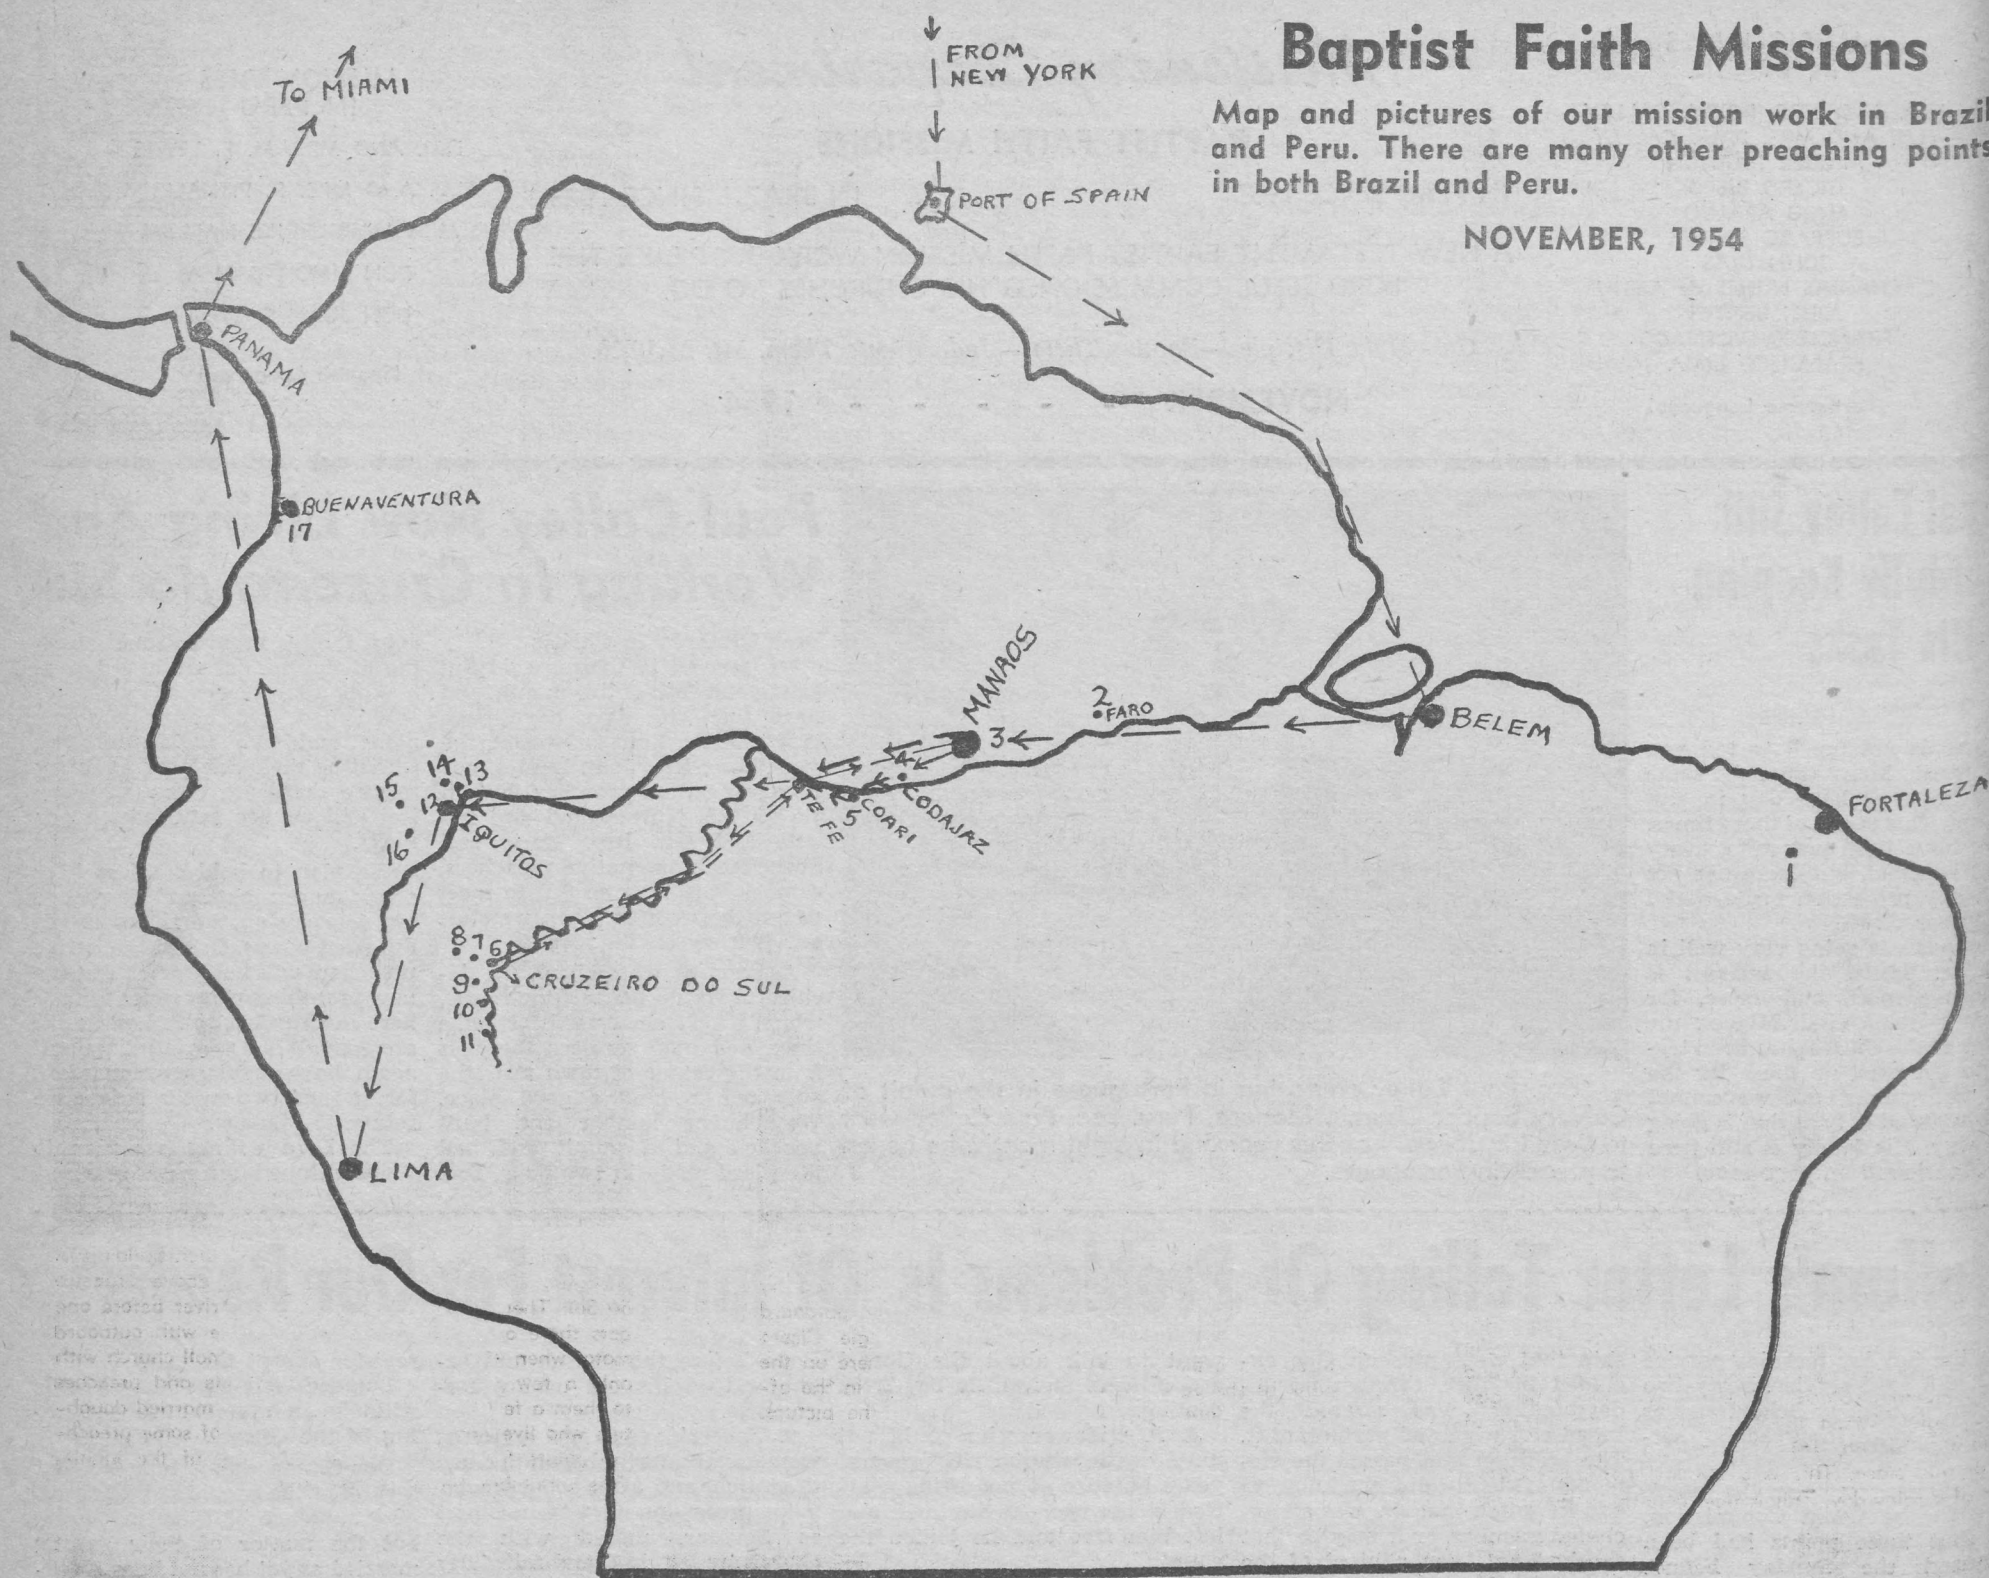 Baptist Faith Missions
Map and pictures of our mission work in Brazil
and Peru. There are many other preaching points
in both Brazil and Peru.
NOVEMBER, 1954
FROM
NEW YORK
TO MIAMI
PORT OF SPAIN
PANAMA
BUENAVENTURA
17
MANAOS
2
FARO
3
BELEM
4
CODAJAZ
COARI
5
TE FE
FORTALEZA
1
14
13
15
12
IQUITOS
16
8
7
6
CRUZEIRO DO SUL
9
10
11
LIMA